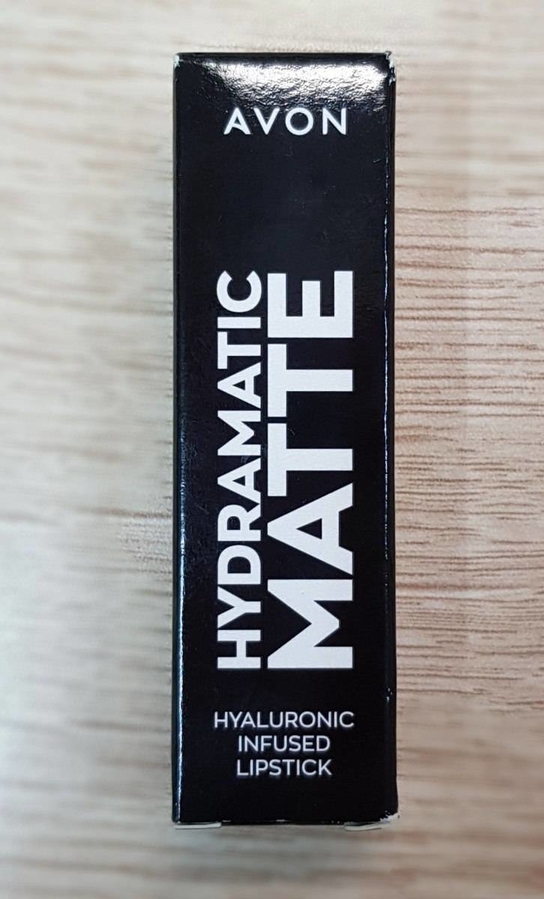 AVON
HYDRAMATIC
MATTE
HYALURONIC
INFUSED
LIPSTICK